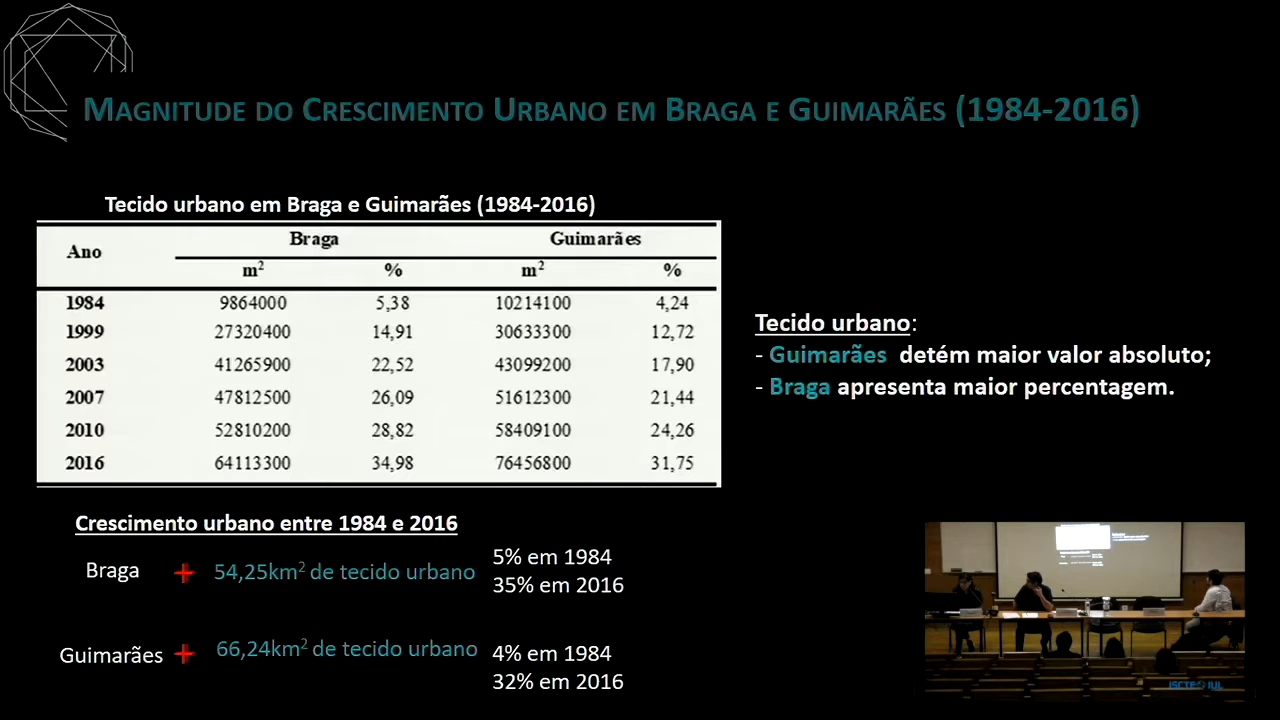 MAGNITUDE DO CRESCIMENTO URBANO EM BRAGA E GUIMARÃES (1984-2016)
Tecido urbano em Braga e Guimarães (1984-2016)
Ano Braga Guimarães
m² % m² %
1984 9864000 5,38 10214100 4,24
1999 27320400 14,91 30633300 12,72
2003 41265900 22,52 43099200 17,90
2007 47812500 26,09 51612300 21,44
2010 52810200 28,82 58409100 24,26
2016 64113300 34,98 76456800 31,75
Tecido urbano:
- Guimarães detém maior valor absoluto;
- Braga apresenta maior percentagem.
Crescimento urbano entre 1984 e 2016
Braga + 54,25km² de tecido urbano
5% em 1984
35% em 2016
Guimarães + 66,24km² de tecido urbano
4% em 1984
32% em 2016
ISCTE IUL